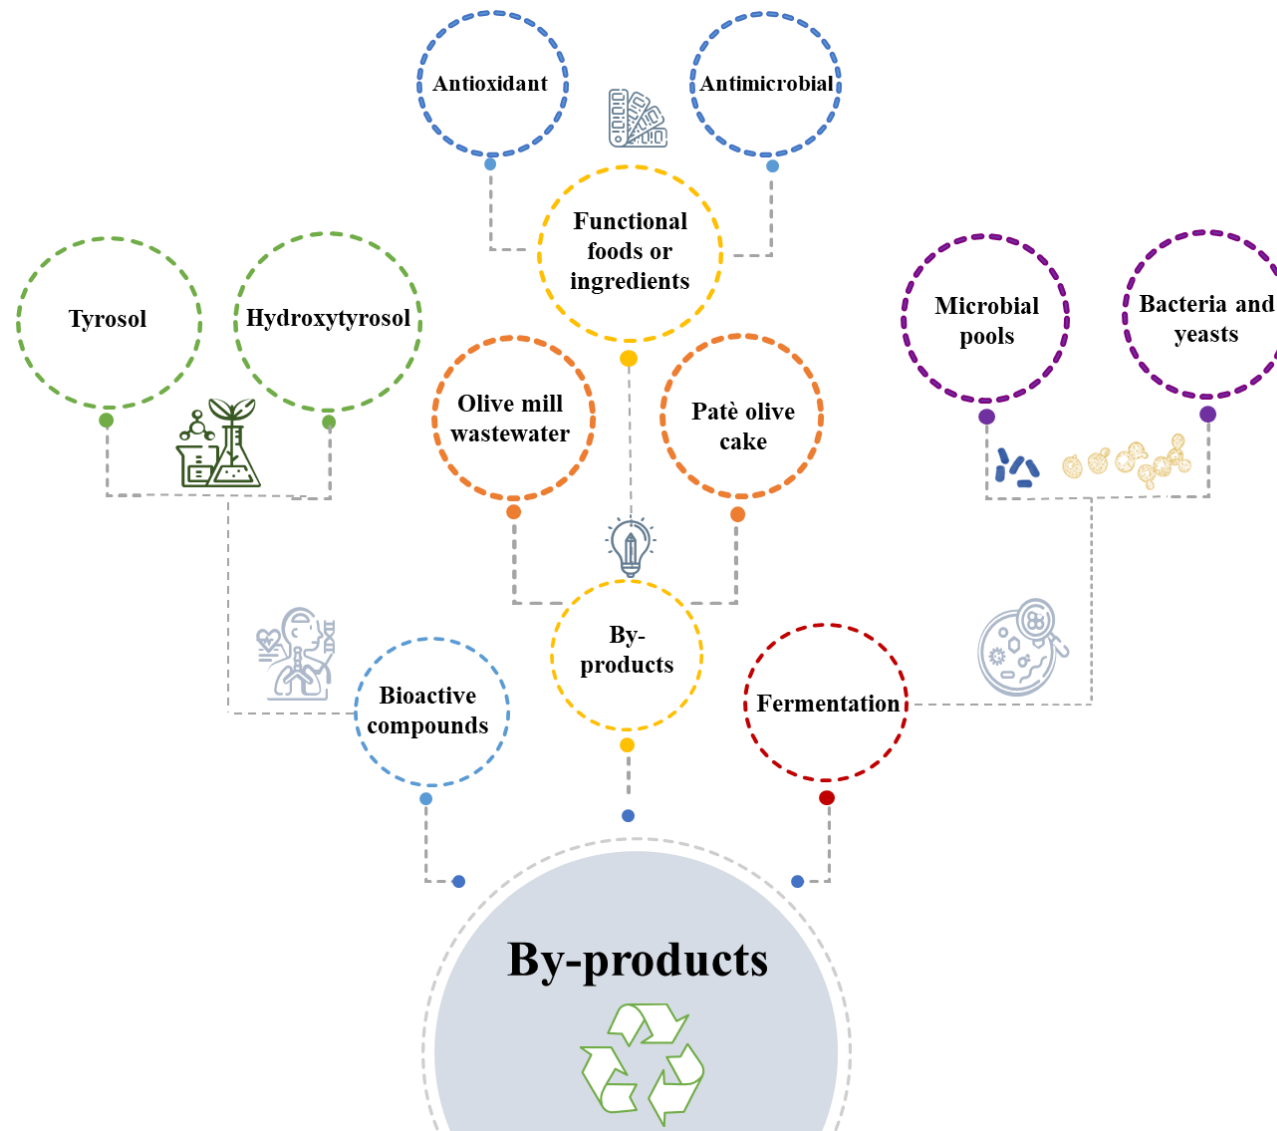 Antioxidant
Antimicrobial
Functional
foods or
ingredients
Tyrosol
Hydroxytyrosol
Microbial
pools
Bacteria and
yeasts
Olive mill
wastewater
Patè olive
cake
By-
products
Bioactive
compounds
Fermentation
By-products